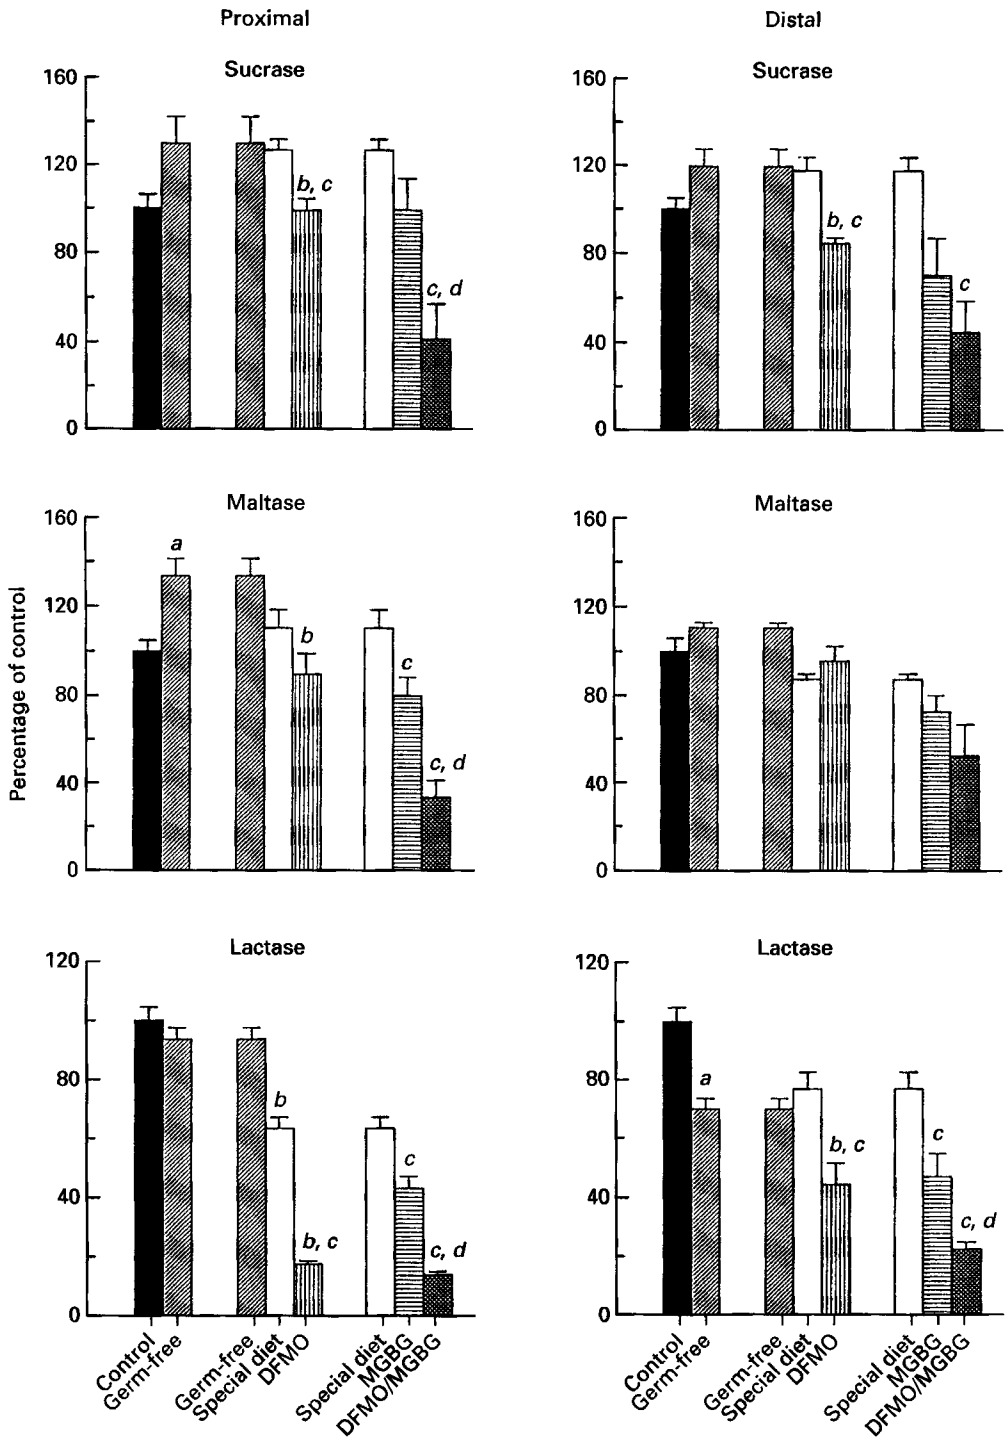 Proximal
Distal
Sucrase
160
120
80
40
0
b, c
c, d
Sucrase
160
120
80
40
0
b, c
c
Percentage of control
Maltase
160
120
80
40
0
a
b
c
c, d
Maltase
160
120
80
40
0
Lactase
120
80
40
0
b
b, c
c
c, d
Control
Germ-free
Germ-free
Special diet
DFMO
Special diet
MGBG
DFMO/MGBG
Lactase
120
80
40
0
a
b, c
c
c, d
Control
Germ-free
Germ-free
Special diet
DFMO
Special diet
MGBG
DFMO/MGBG